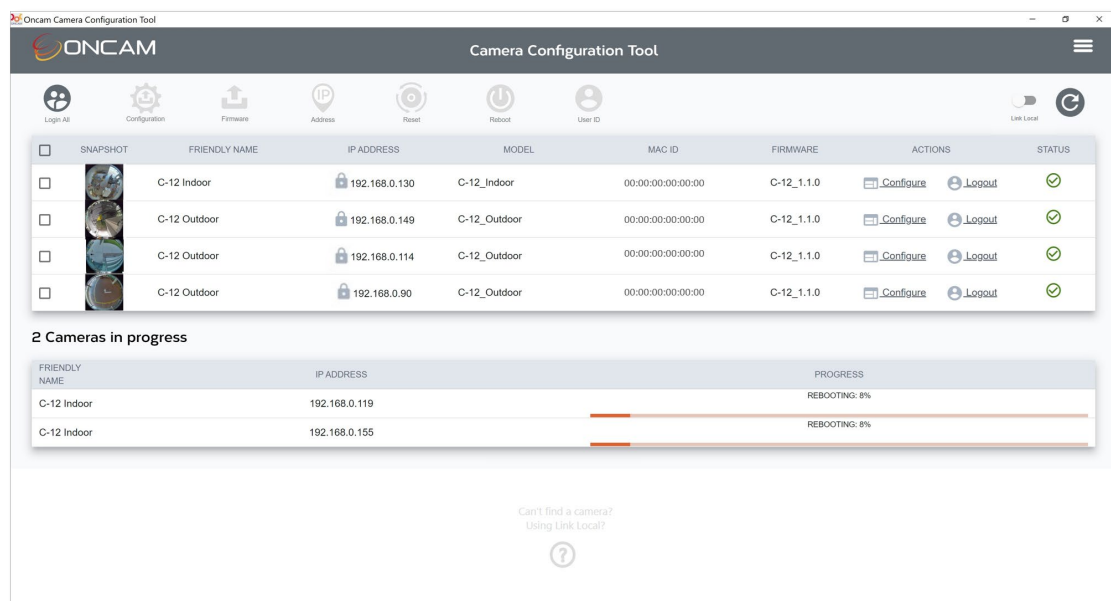 Oncam Camera Configuration Tool
ONCAM
Camera Configuration Tool
Login All
Configuration
Firmware
IP
Address
Reset
Reboot
User ID
Link Local
SNAPSHOT FRIENDLY NAME IP ADDRESS MODEL MAC ID FIRMWARE ACTIONS STATUS
C-12 Indoor 192.168.0.130 C-12_Indoor 00:00:00:00:00:00 C-12_1.1.0 Configure Logout
C-12 Outdoor 192.168.0.149 C-12_Outdoor 00:00:00:00:00:00 C-12_1.1.0 Configure Logout
C-12 Outdoor 192.168.0.114 C-12_Outdoor 00:00:00:00:00:00 C-12_1.1.0 Configure Logout
C-12 Outdoor 192.168.0.90 C-12_Outdoor 00:00:00:00:00:00 C-12_1.1.0 Configure Logout
2 Cameras in progress
FRIENDLY
NAME IP ADDRESS PROGRESS
C-12 Indoor 192.168.0.119 REBOOTING: 8%
C-12 Indoor 192.168.0.155 REBOOTING: 8%
Can't find a camera?
Using Link Local?
?